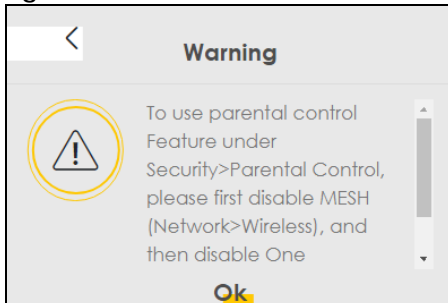 Warning
To use parental control
Feature under
Security>Parental Control,
please first disable MESH
(Network>Wireless), and
then disable One
Ok